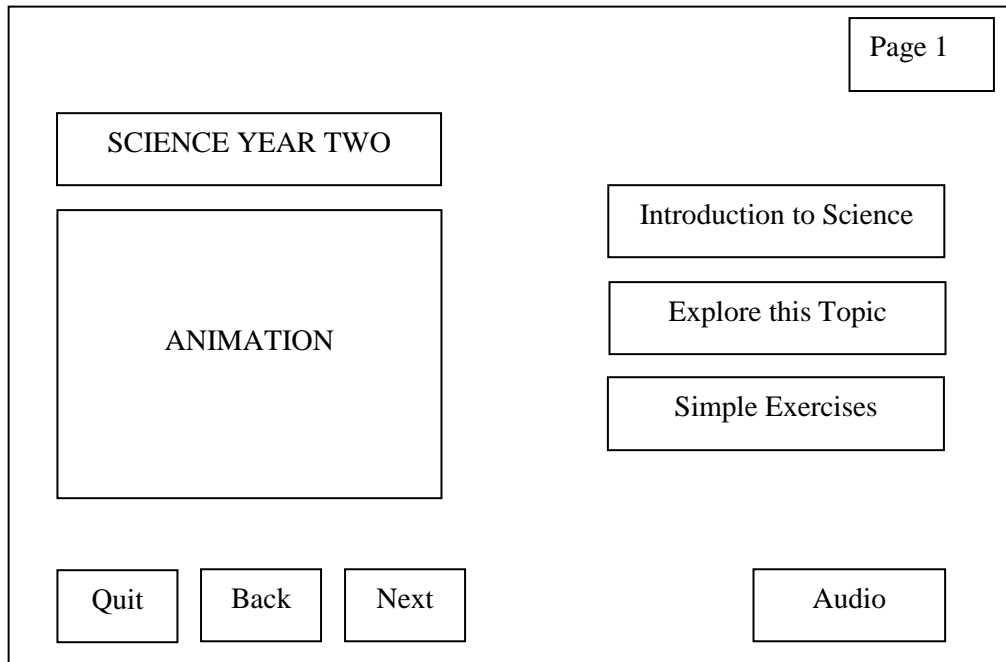 Page 1
SCIENCE YEAR TWO
Introduction to Science
Explore this Topic
ANIMATION
Simple Exercises
Quit
Back
Next
Audio